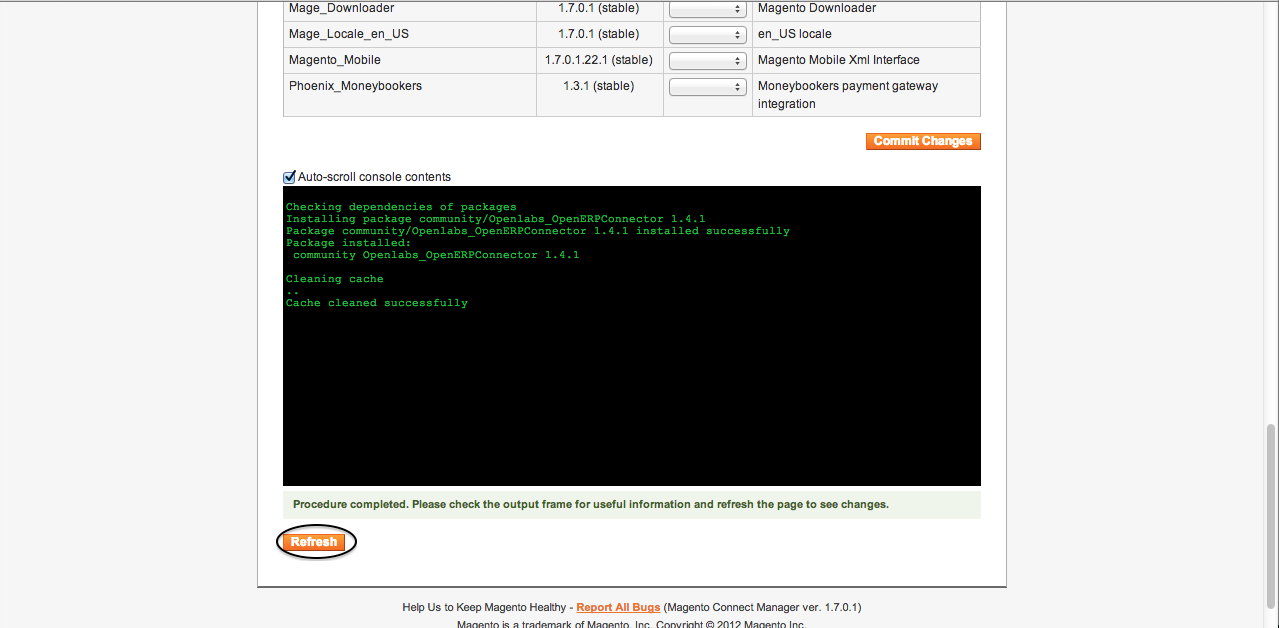 Mage_Downloader 1.7.0.1 (stable) Magento Downloader
Mage_Locale_en_US 1.7.0.1 (stable) en_US locale
Magento_Mobile 1.7.0.1.22.1 (stable) Magento Mobile Xml Interface
Phoenix_Moneybookers 1.3.1 (stable) Moneybookers payment gateway
integration
Commit Changes
Auto-scroll console contents
Checking dependencies of packages
Installing package community/Openlabs_OpenERPConnector 1.4.1
Package community/Openlabs_OpenERPConnector 1.4.1 installed successfully
Package installed:
community Openlabs_OpenERPConnector 1.4.1
Cleaning cache
..
Cache cleaned successfully
Procedure completed. Please check the output frame for useful information and refresh the page to see changes.
Refresh
Help Us to Keep Magento Healthy - Report All Bugs (Magento Connect Manager ver. 1.7.0.1)
Magento is a trademark of Magento, Inc. Copyright © 2012 Magento Inc.